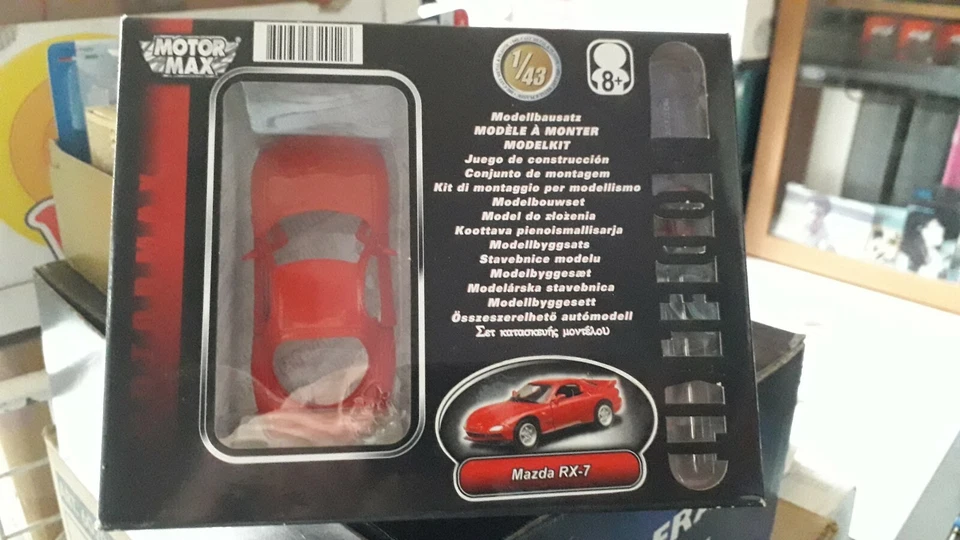 MOTOR
MAX
1/43
8+
Modellbausatz
MODÈLE À MONTER
MODELKIT
Juego de construcción
Conjunto de montagem
Kit di montaggio per modellismo
Modelbouwset
Model do złożenia
Koottava pienoismallisarja
Modellbyggsats
Stavebnice modelu
Modelbyggesæt
Modelárska stavebnica
Modellbyggesett
Összeszerelhető autómodell
Σετ κατασκευής μοντέλου
Mazda RX-7